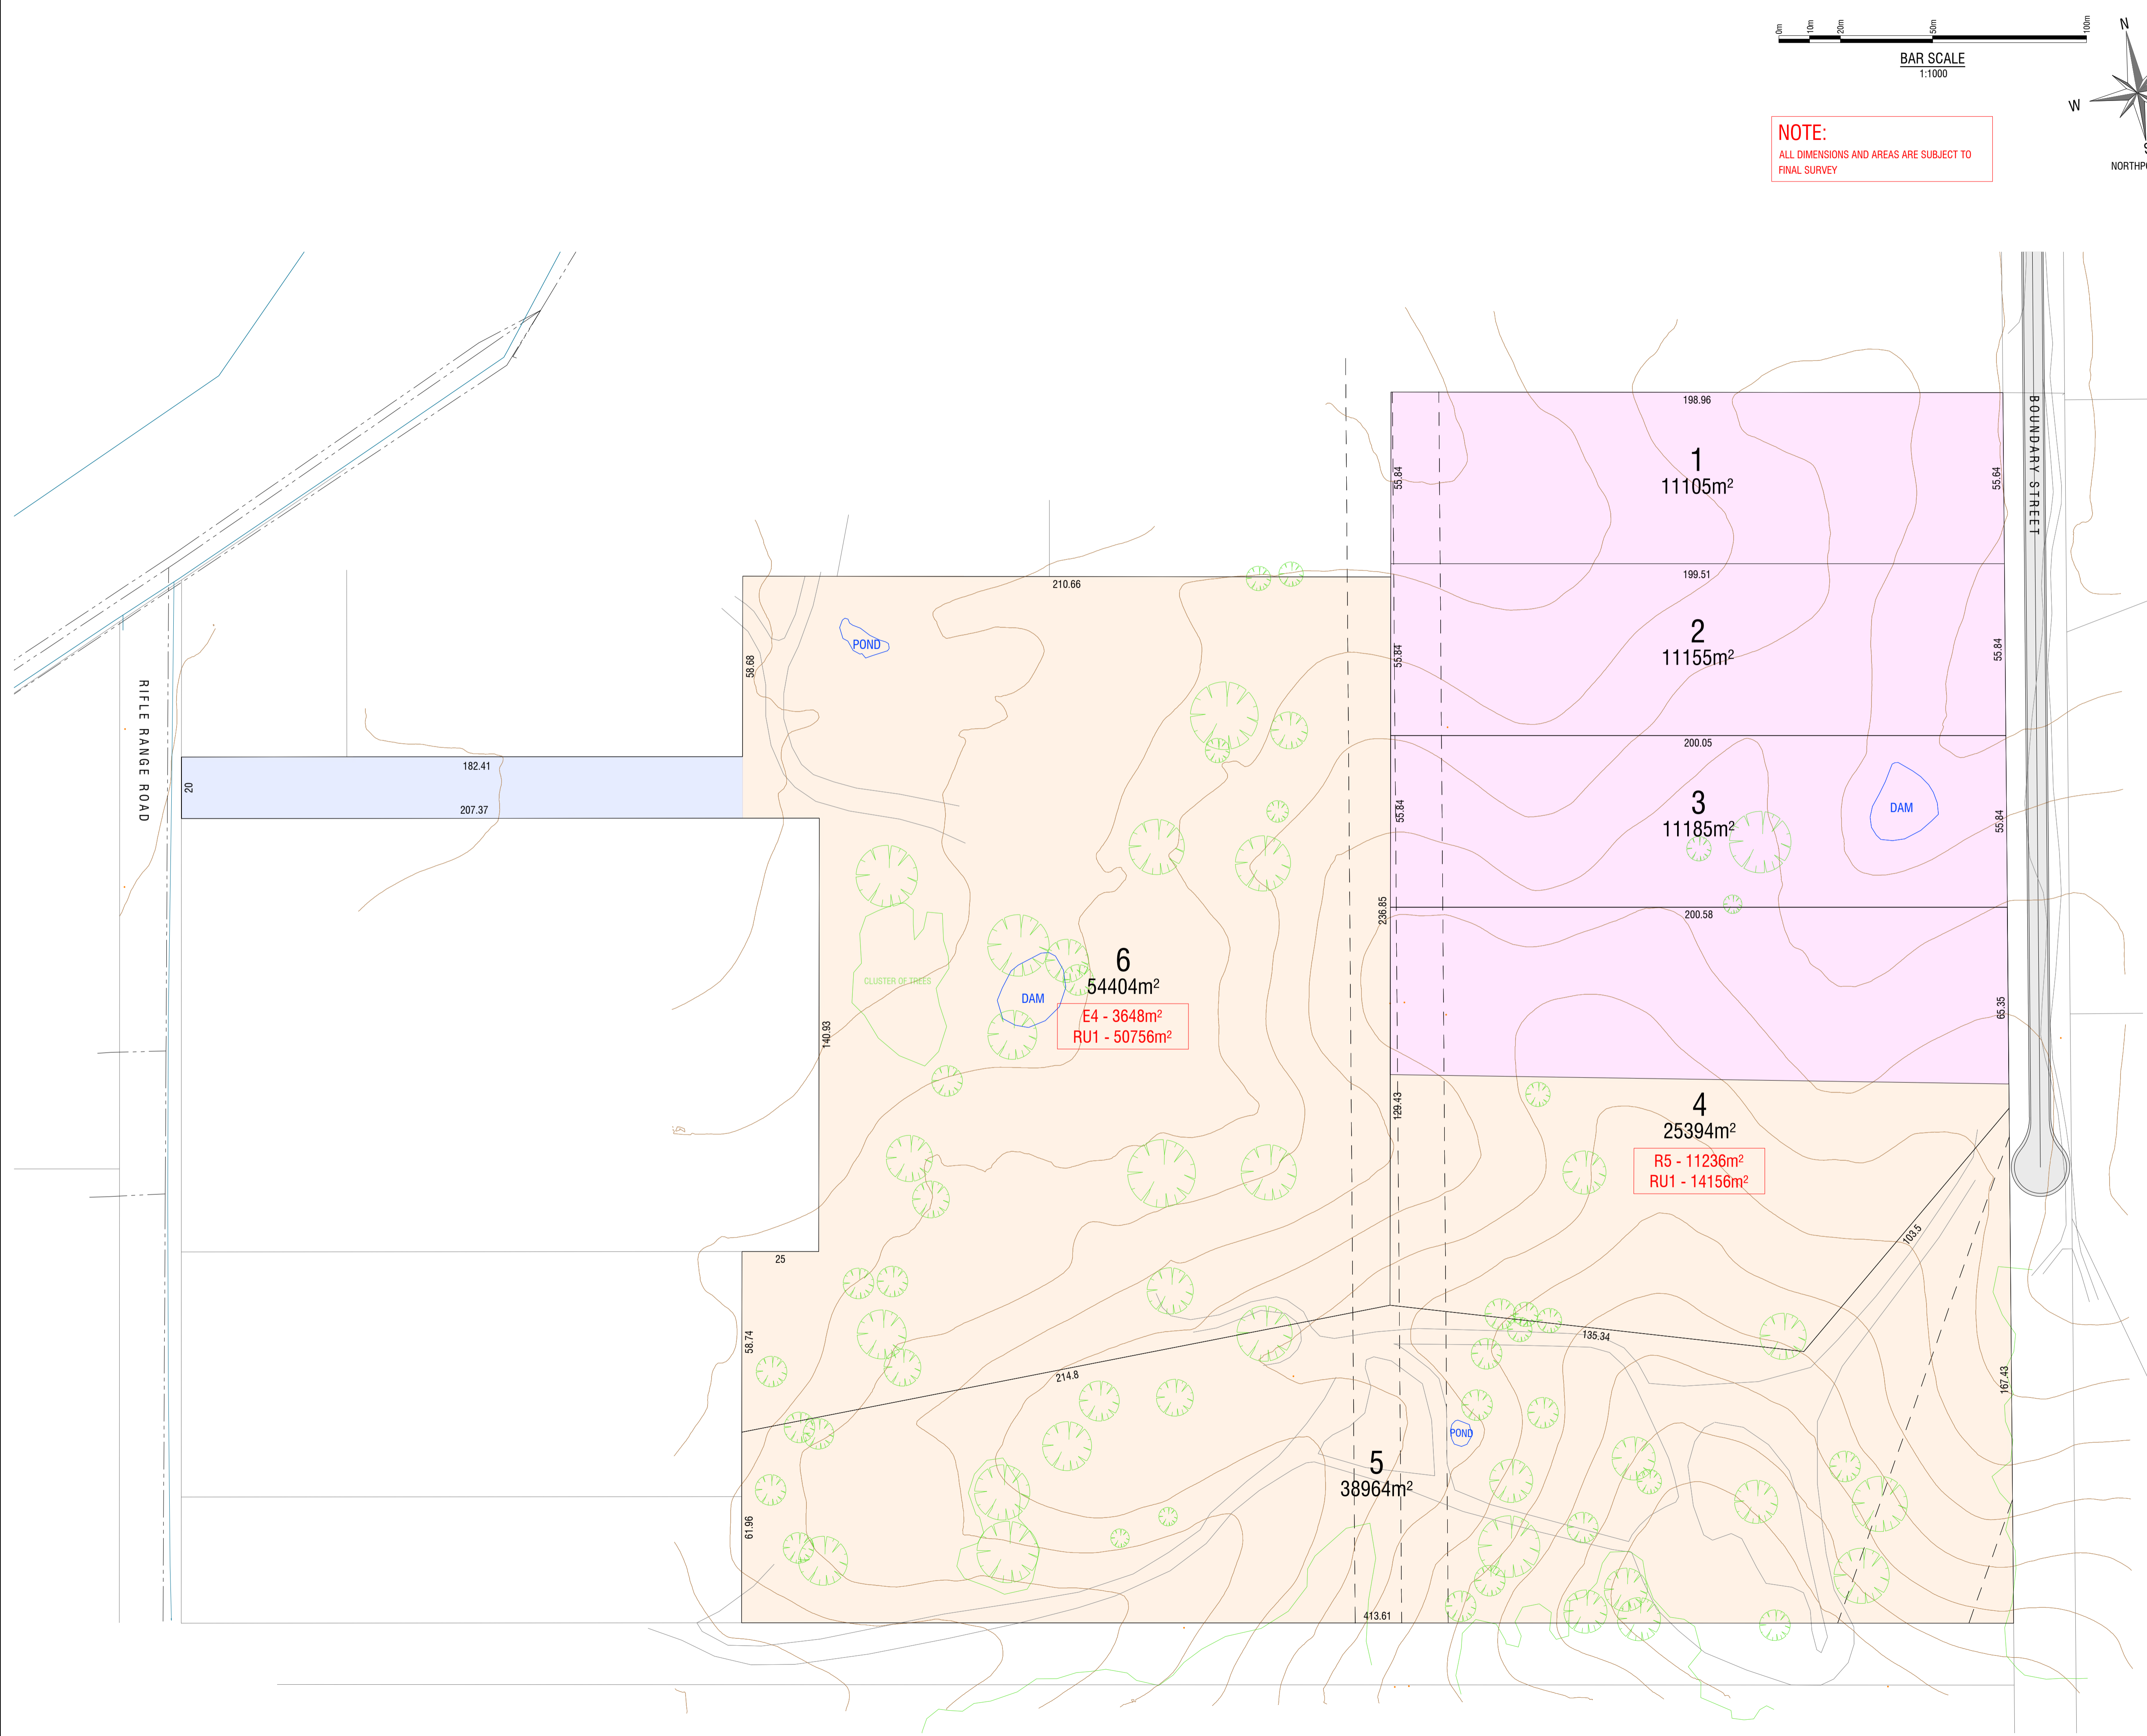 0m
10m
20m
50m
100m
BAR SCALE
1:1000
N
W
NOTE:
ALL DIMENSIONS AND AREAS ARE SUBJECT TO
FINAL SURVEY
198.96
BOUNDARY STREET
1
11105m²
55.84
55.64
199.51
210.66
2
11155m²
55.84
55.84
POND
58.68
RIFLE RANGE ROAD
200.05
182.41
20
207.37
3
11185m²
55.84
55.84
DAM
200.58
236.85
6
54404m²
E4 - 3648m²
RU1 - 50756m²
CLUSTER OF TREES
DAM
140.93
65.35
129.43
4
25394m²
R5 - 11236m²
RU1 - 14156m²
103.5
25
58.74
135.34
214.8
167.43
POND
5
38964m²
61.96
413.61